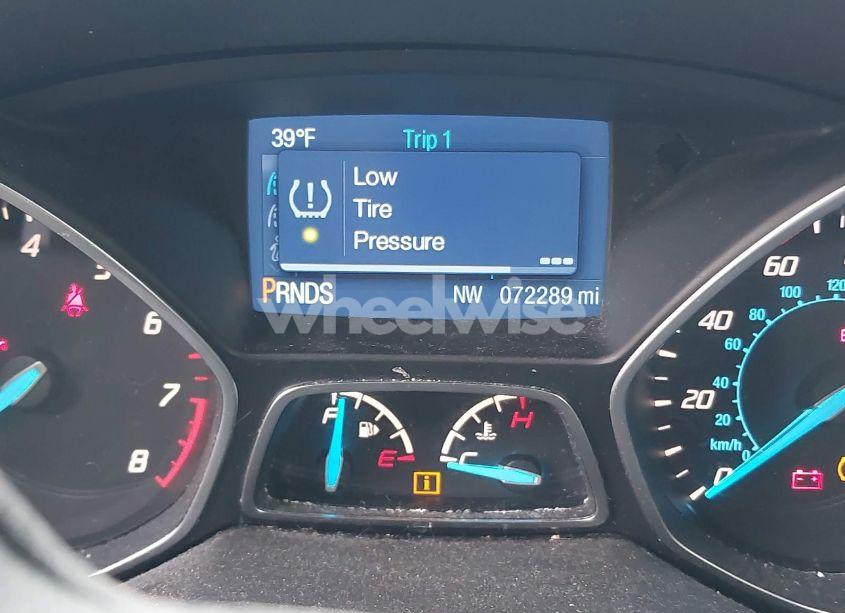 39°F Trip 1
Low
Tire
Pressure
PRNDS NW 072289 mi
wheelwise
4 5 6 7 8
F E
C H
i
0 20 40 60
0 20 40 60 80 100 120
km/h